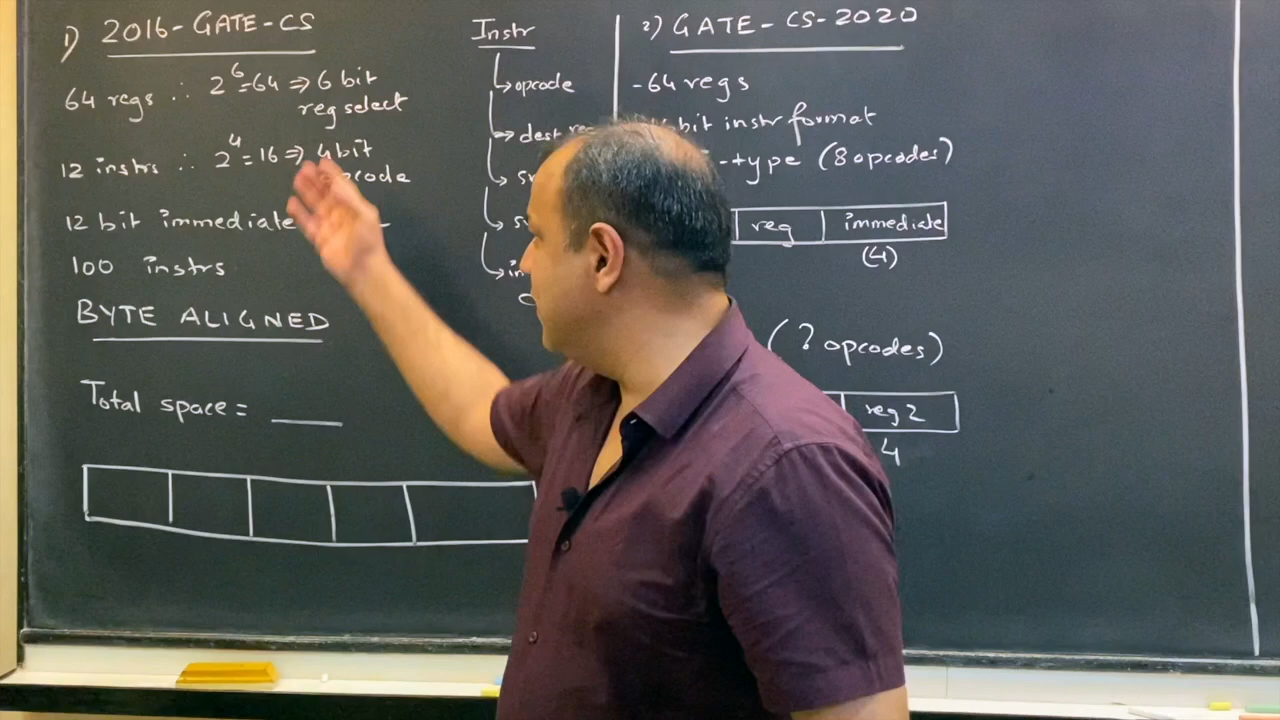 1) 2016-GATE-CS
64 regs ∴ 2^6=64 ⇒ 6 bit
reg select
12 instrs ∴ 2^4=16 ⇒ 4 bit
12 bit immediate
100 instrs
BYTE ALIGNED
Total space = ____
Instr
opcode
dest
2) GATE-CS-2020
-64 regs
bit instr format
-type (8 opcodes)
reg immediate
(4)
(? opcodes)
reg 2
4